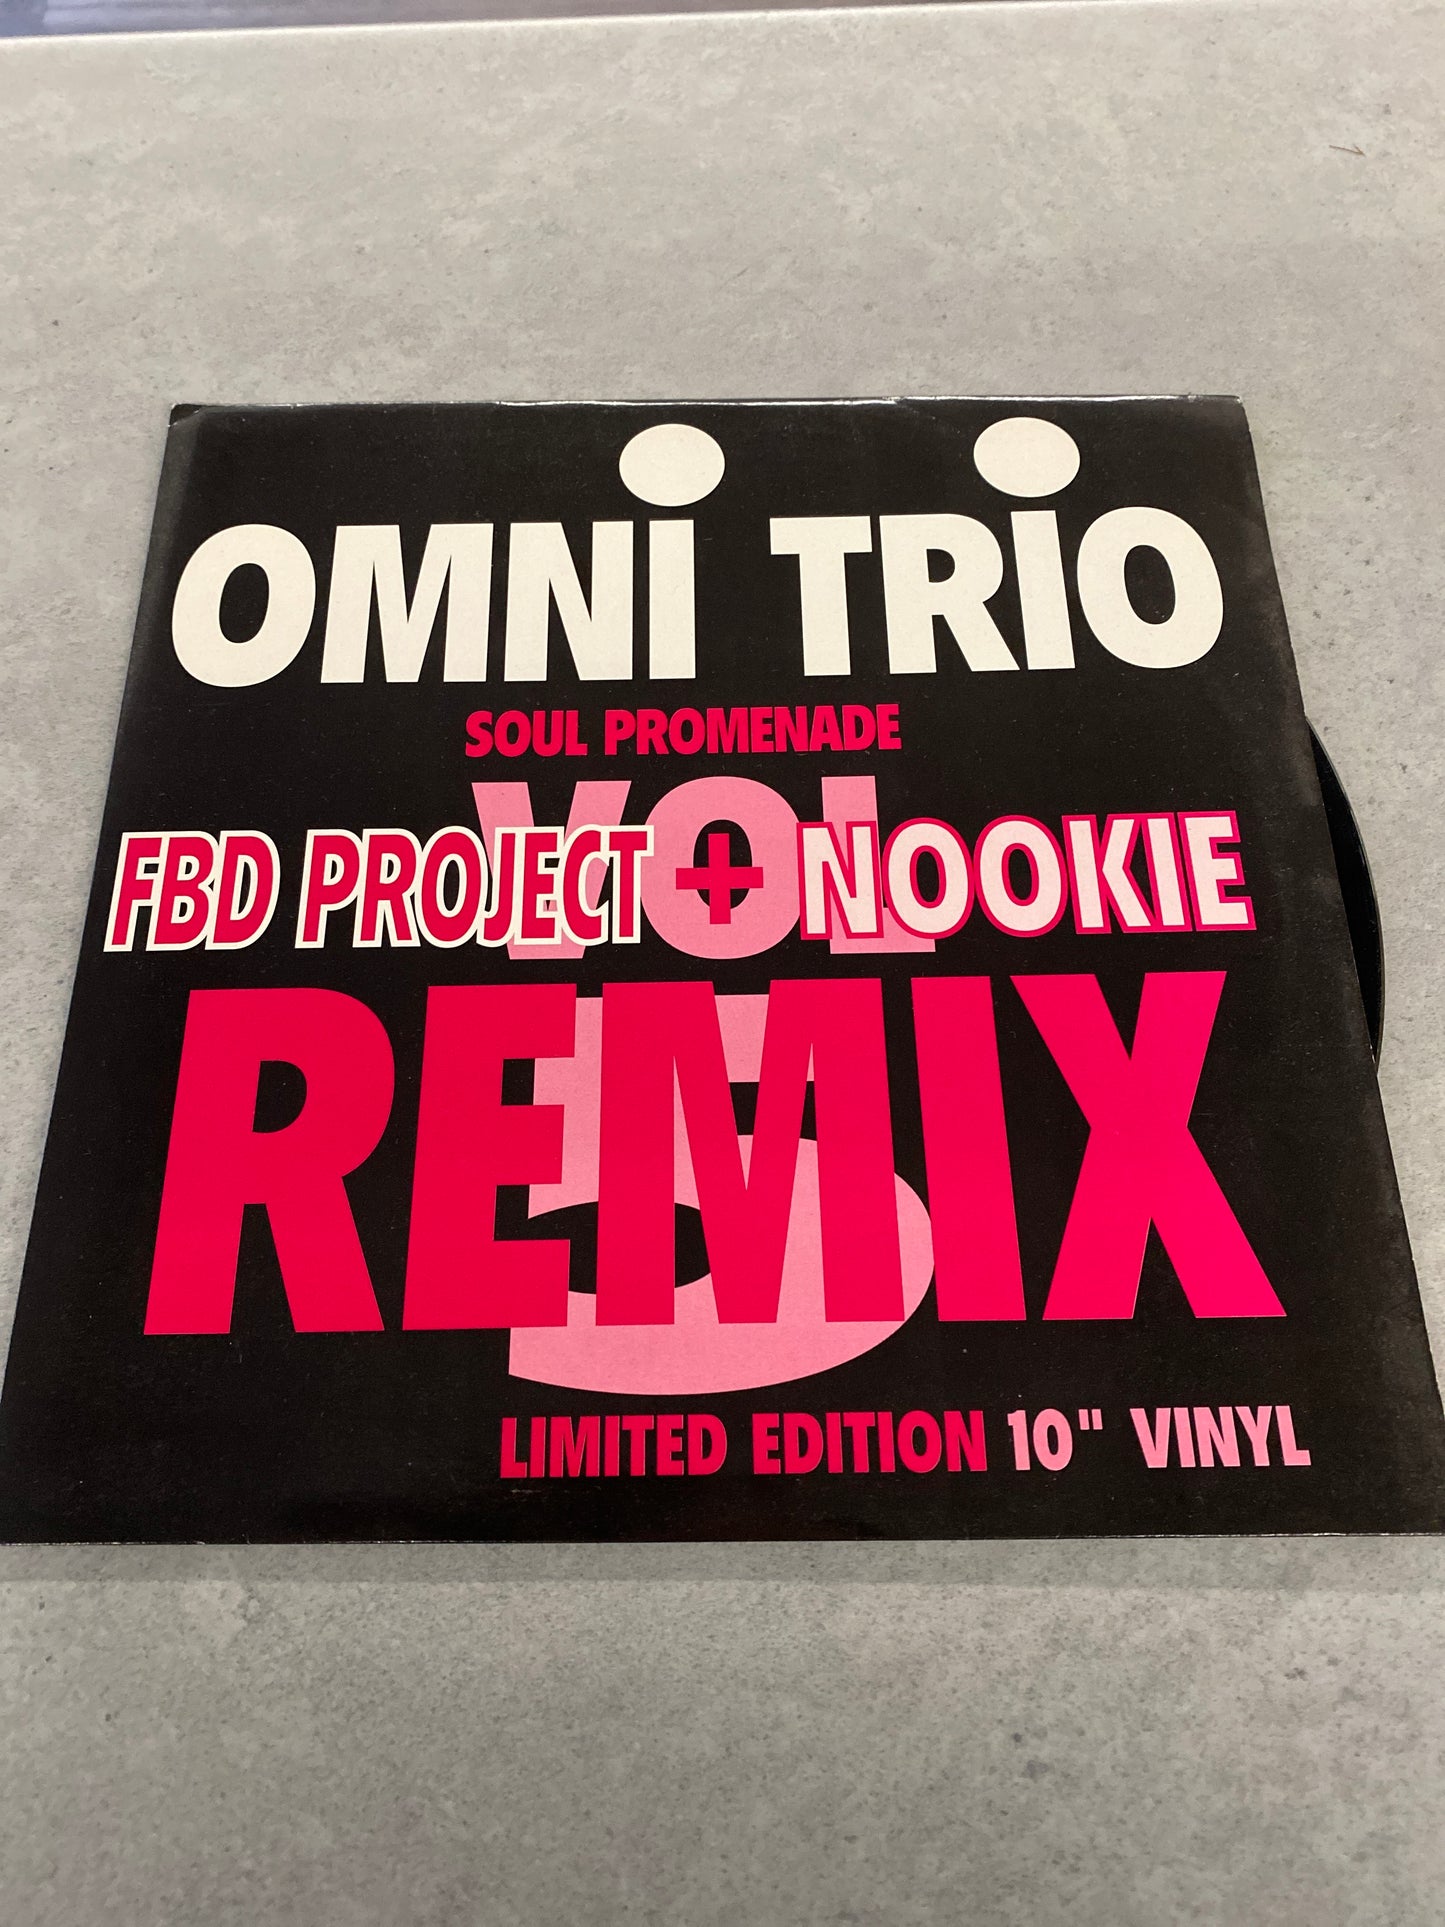 OMNi TRiO
SOUL PROMENADE
VOL
FBD PROJECT + NOOKIE
5
REMIX
LIMITED EDITION 10" VINYL